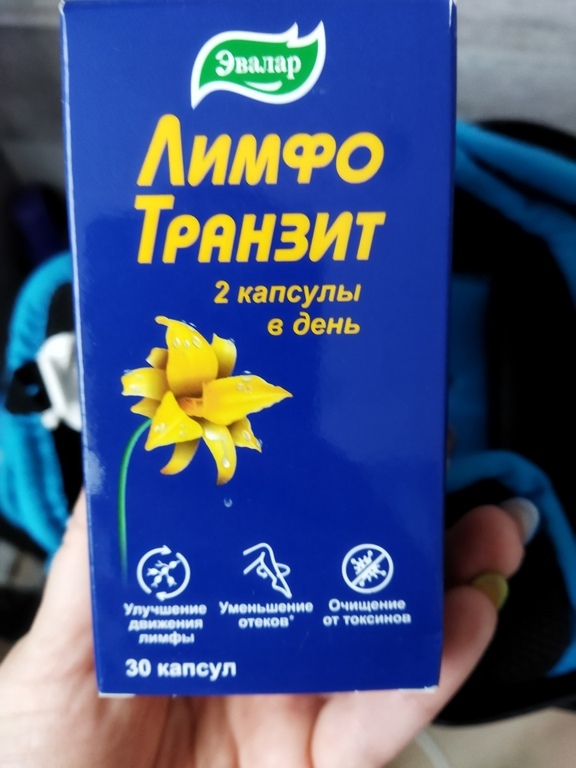 Эвалар
Лимфо
Транзит
2 капсулы
в день
Улучшение
движения
лимфы
Уменьшение
отеков*
Очищение
от токсинов
30 капсул